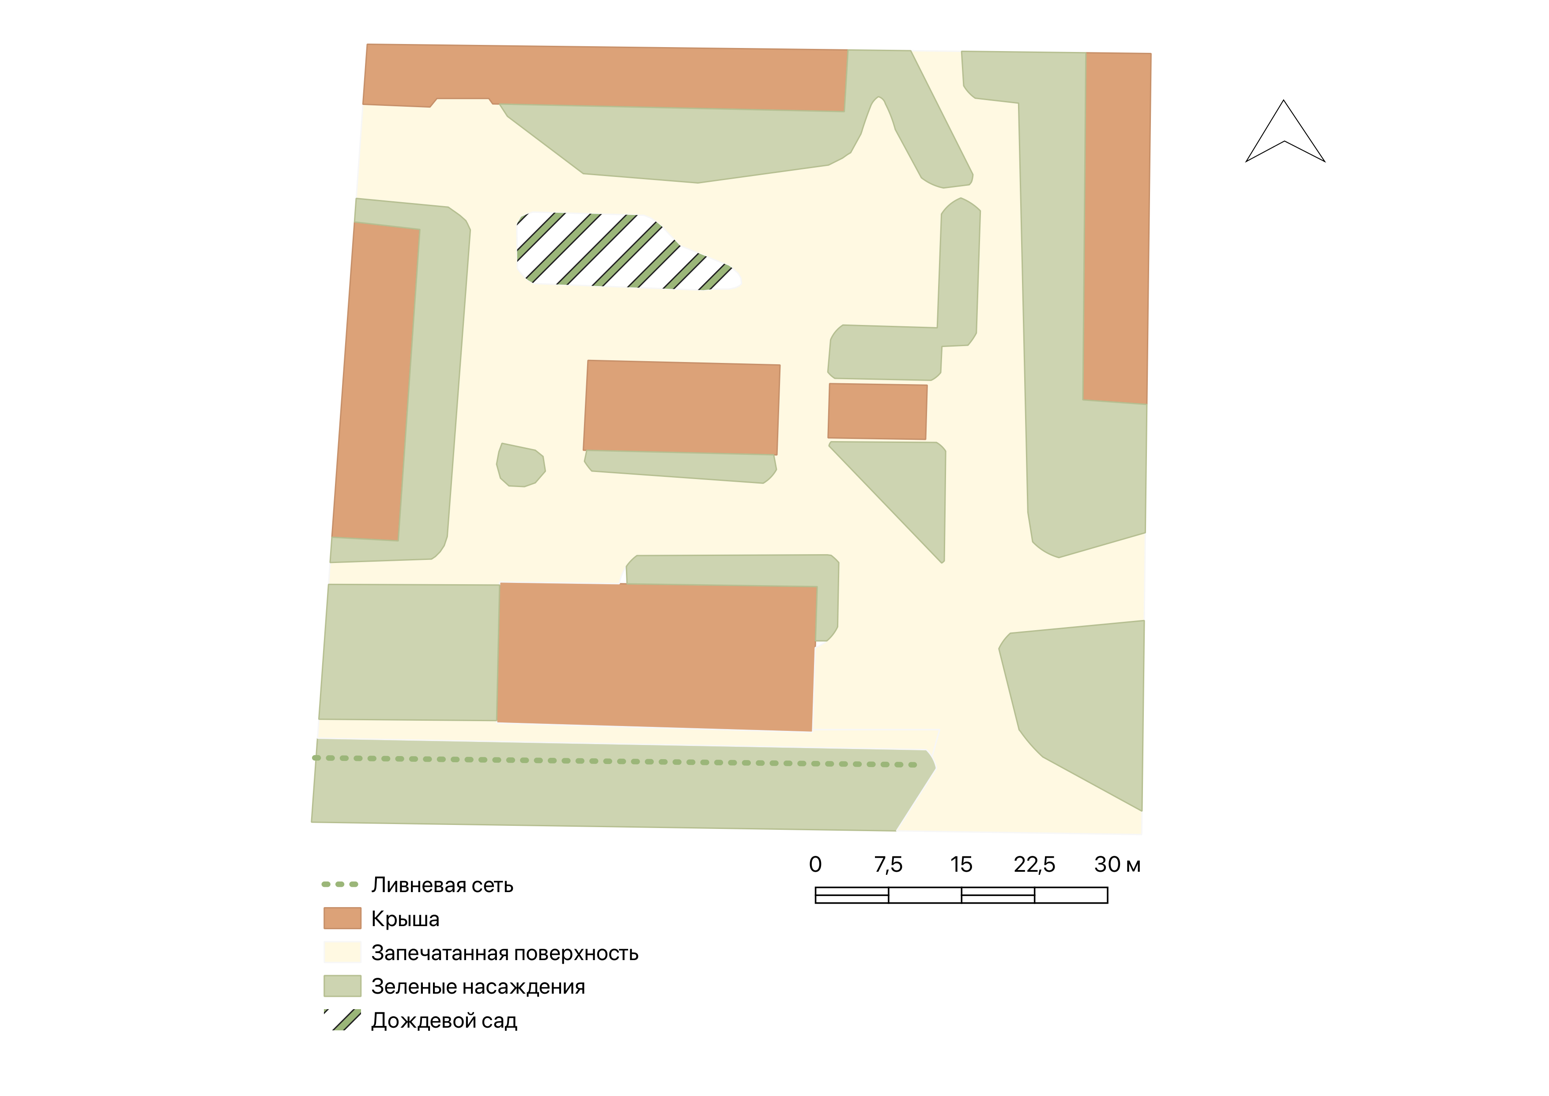 0 7,5 15 22,5 30 м
Ливневая сеть
Крыша
Запечатанная поверхность
Зеленые насаждения
Дождевой сад